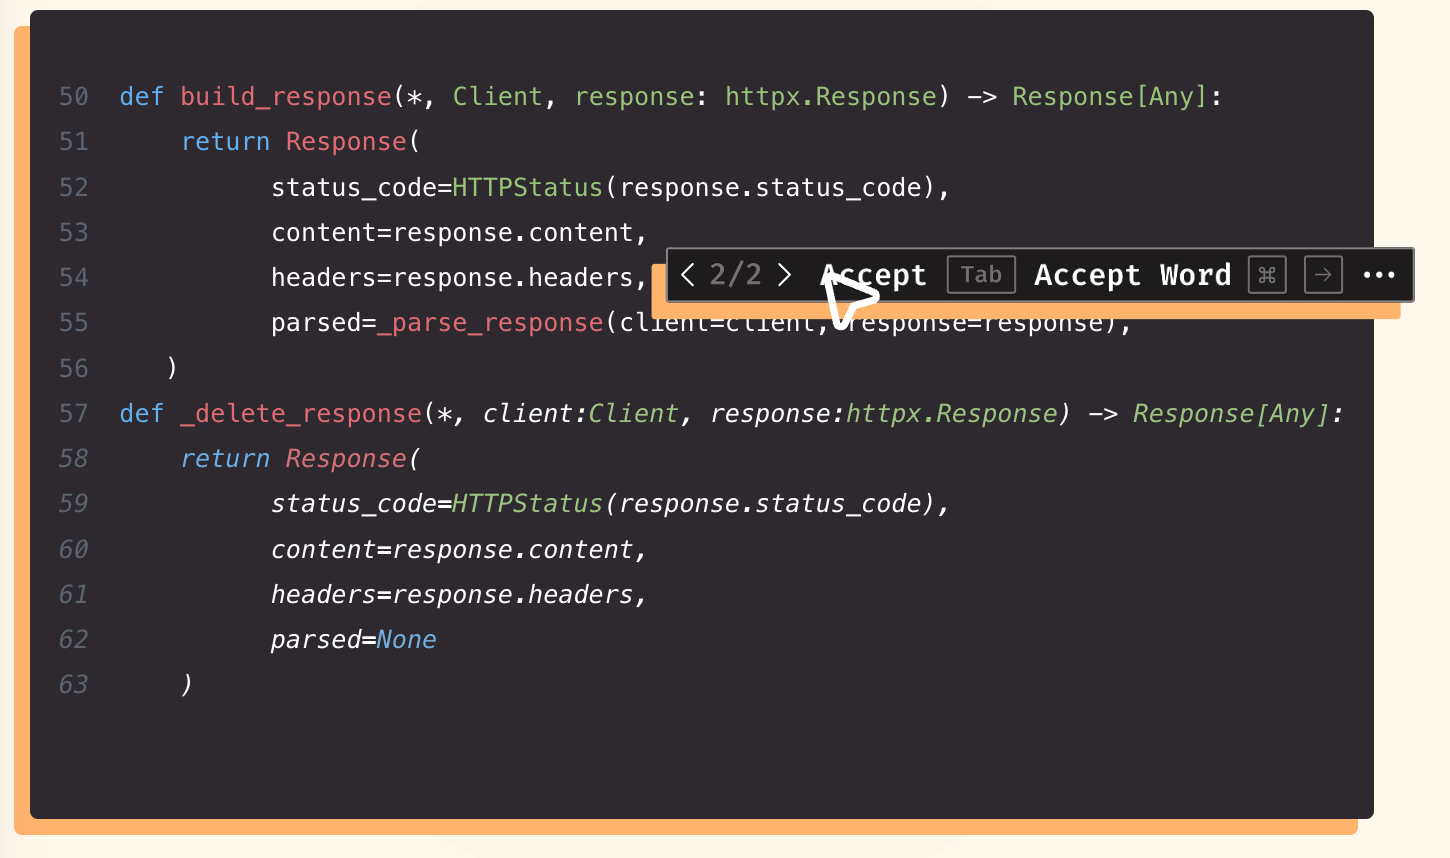 50 def build_response(*, Client, response: httpx.Response) -> Response[Any]:
51 return Response(
52 status_code=HTTPStatus(response.status_code),
53 content=response.content,
54 headers=response.headers,
< 2/2 > Accept Tab Accept Word ⌘ → •••
55 parsed=_parse_response(client=client, response=response),
56 )
57 def _delete_response(*, client:Client, response:httpx.Response) -> Response[Any]:
58 return Response(
59 status_code=HTTPStatus(response.status_code),
60 content=response.content,
61 headers=response.headers,
62 parsed=None
63 )